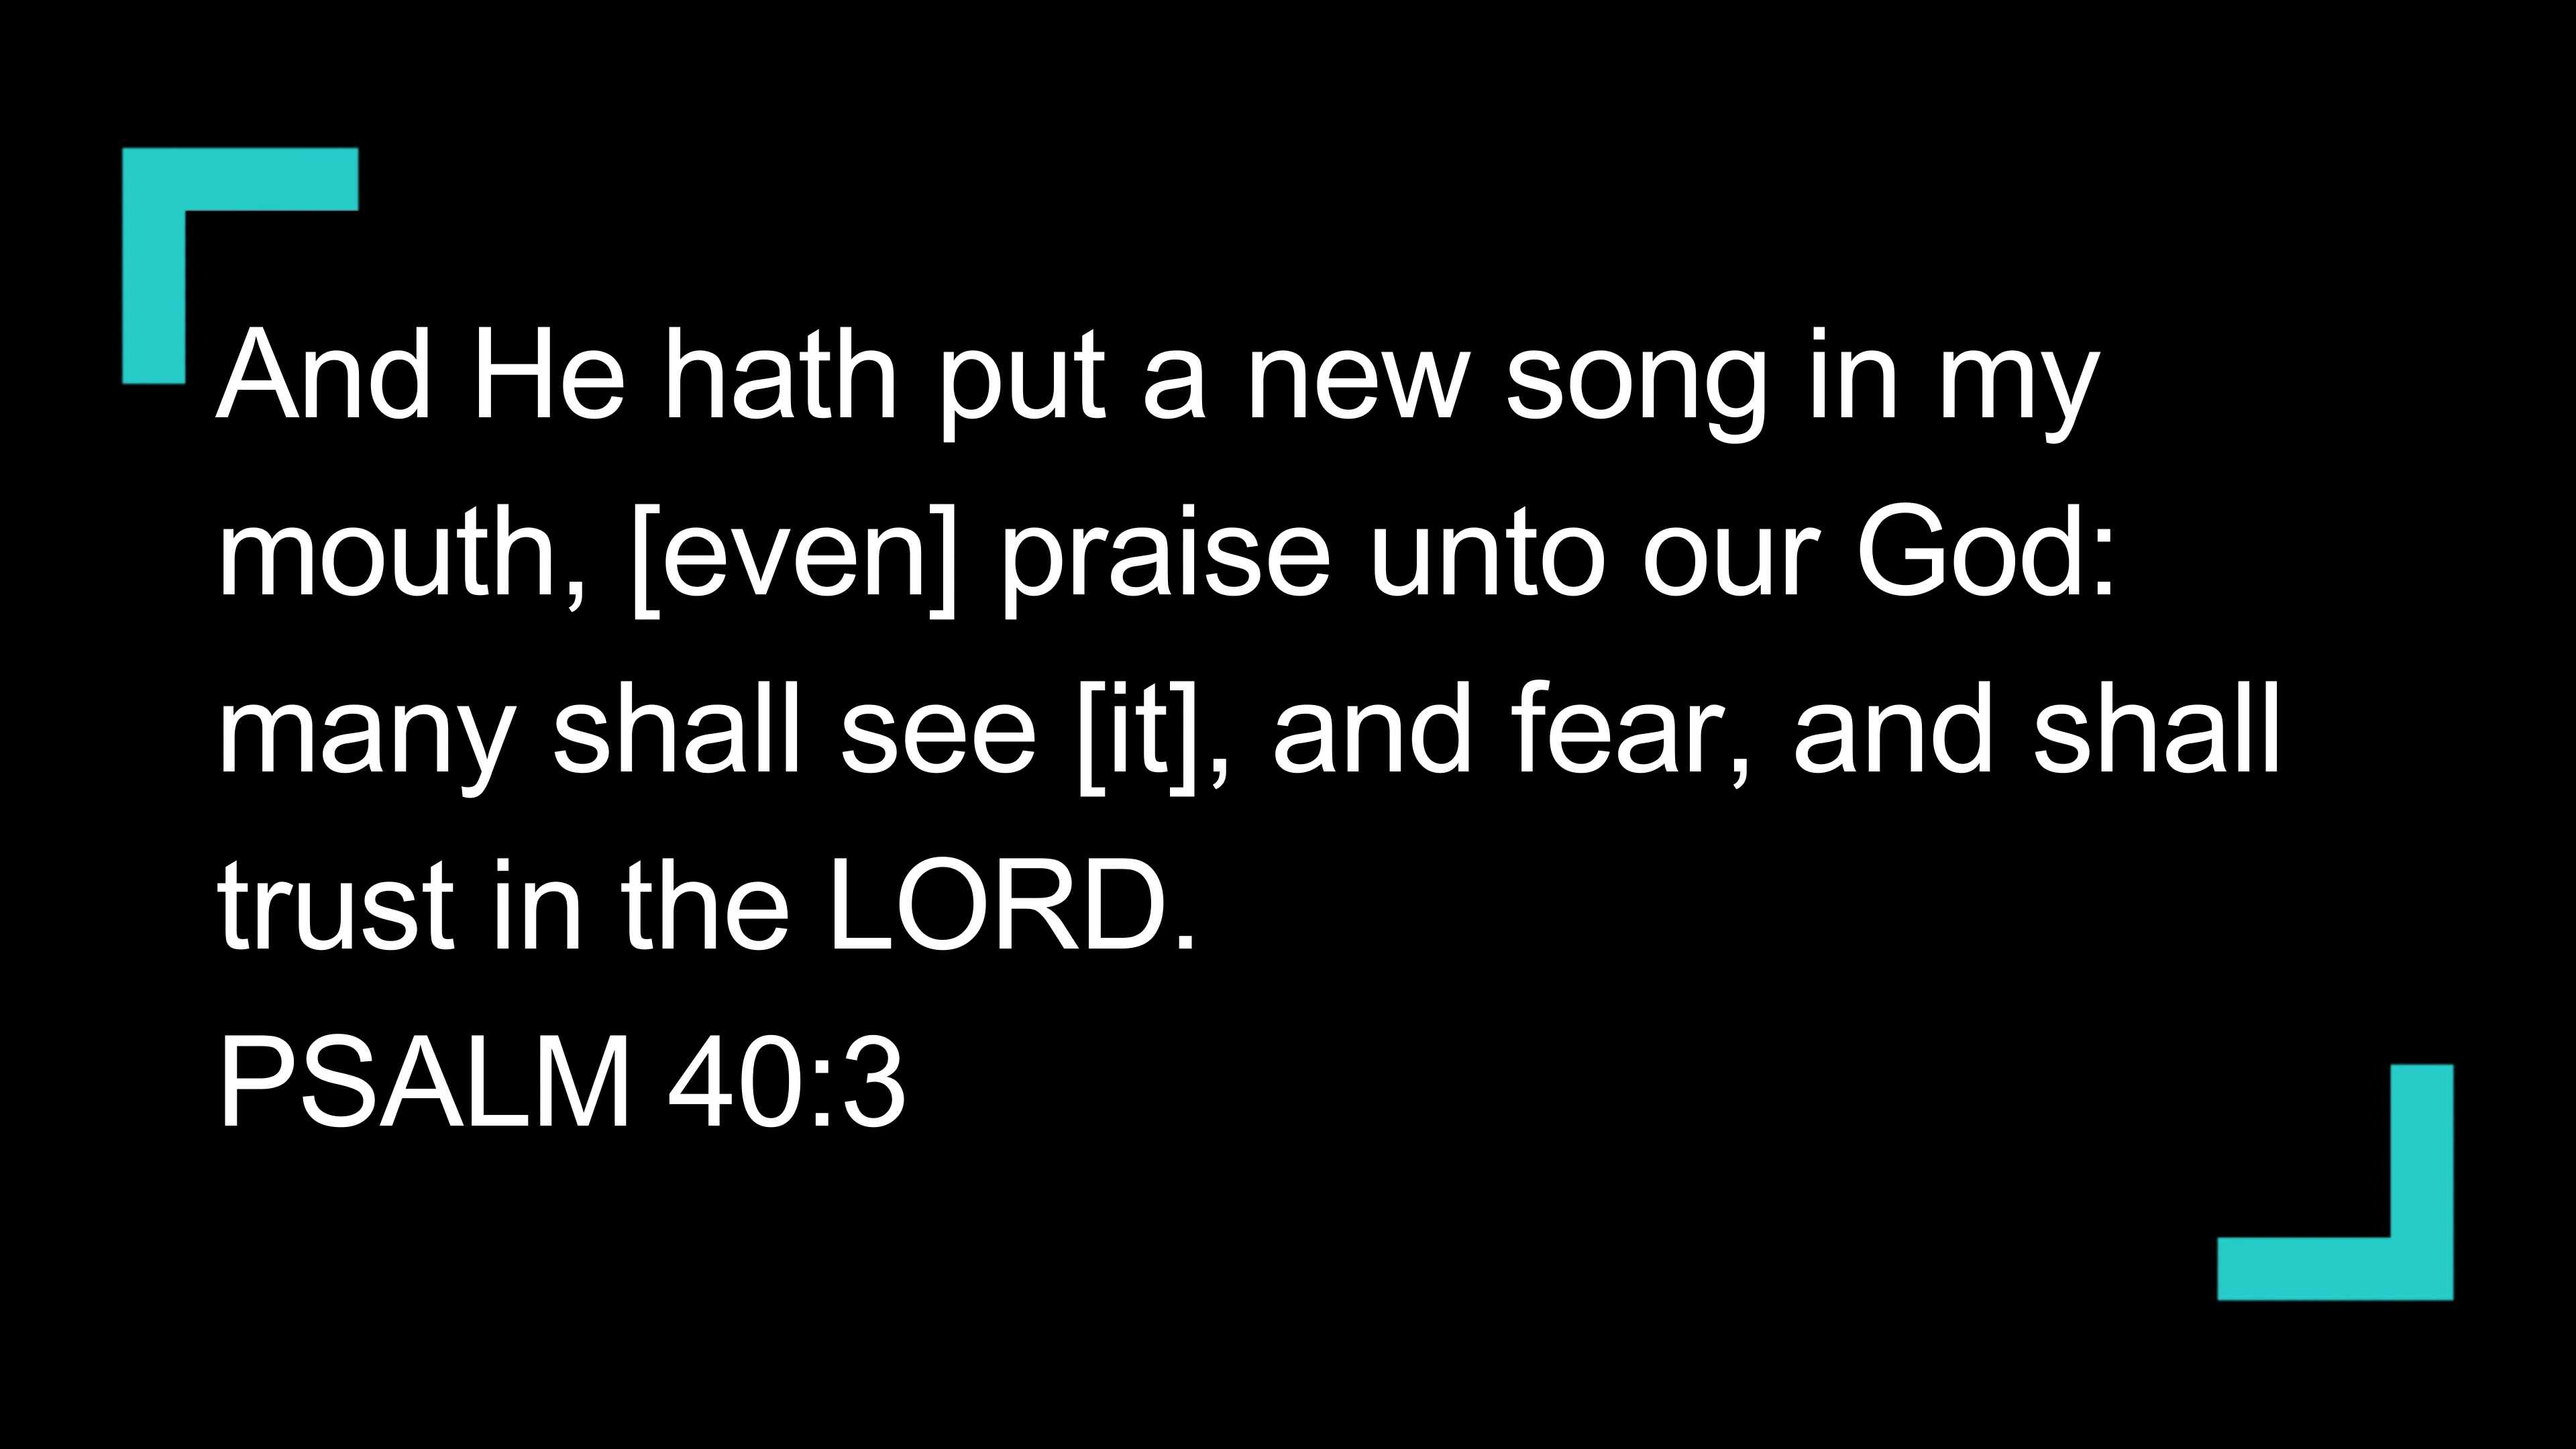 And He hath put a new song in my
mouth, [even] praise unto our God:
many shall see [it], and fear, and shall
trust in the LORD.
PSALM 40:3